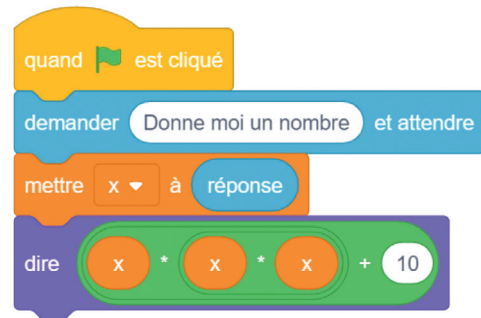 quand est cliqué
demander Donne moi un nombre et attendre
mettre x à réponse
dire x * x * x + 10